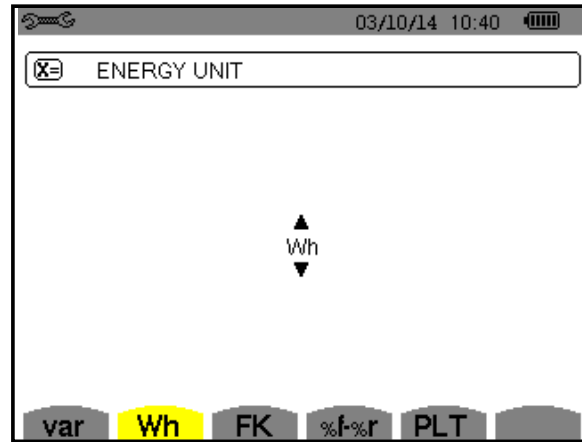 03/10/14 10:40
X= ENERGY UNIT
Wh
var Wh FK %f-%r PLT